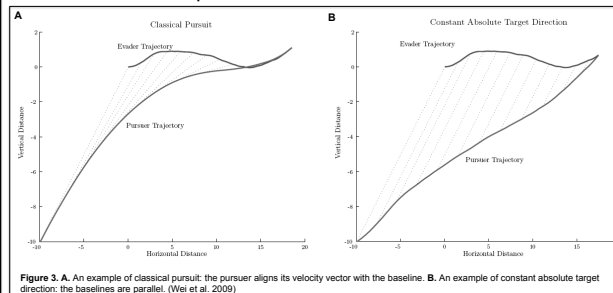 A
Classical Pursuit
Evader Trajectory
Pursuer Trajectory
Vertical Distance
Horizontal Distance
2
0
-2
-4
-6
-8
-10
-10
-5
0
5
10
15
20
B
Constant Absolute Target Direction
Evader Trajectory
Pursuer Trajectory
Vertical Distance
Horizontal Distance
2
0
-2
-4
-6
-8
-10
-10
-5
0
5
10
15
Figure 3. A. An example of classical pursuit: the pursuer aligns its velocity vector with the baseline. B. An example of constant absolute target
direction: the baselines are parallel. (Wei et al. 2009)